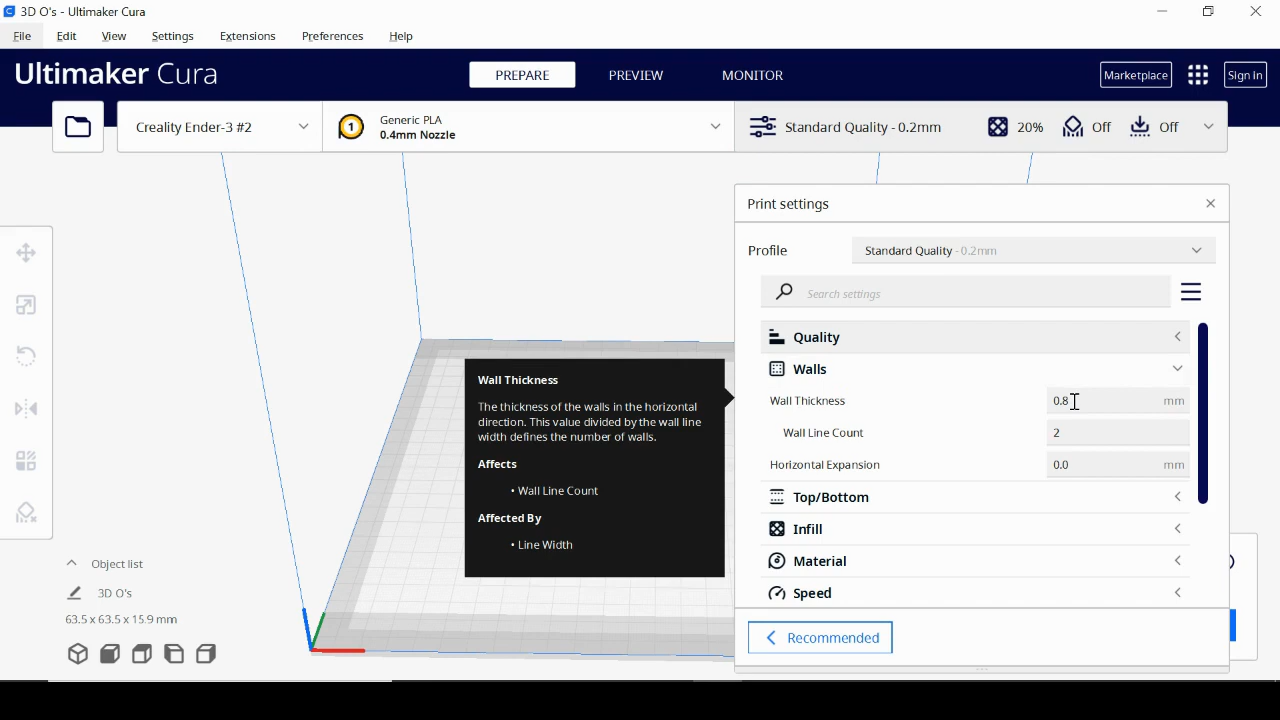 3D O's - Ultimaker Cura
File Edit View Settings Extensions Preferences Help
Ultimaker Cura
PREPARE PREVIEW MONITOR
Marketplace Sign in
Creality Ender-3 #2
1
Generic PLA
0.4mm Nozzle
Standard Quality - 0.2mm 20% Off Off
Print settings
Profile Standard Quality - 0.2mm
Search settings
Quality
Walls
Wall Thickness 0.8 mm
Wall Line Count 2
Horizontal Expansion 0.0 mm
Top/Bottom
Infill
Material
Speed
Recommended
Wall Thickness
The thickness of the walls in the horizontal
direction. This value divided by the wall line
width defines the number of walls.
Affects
• Wall Line Count
Affected By
• Line Width
Object list
3D O's
63.5 x 63.5 x 15.9 mm